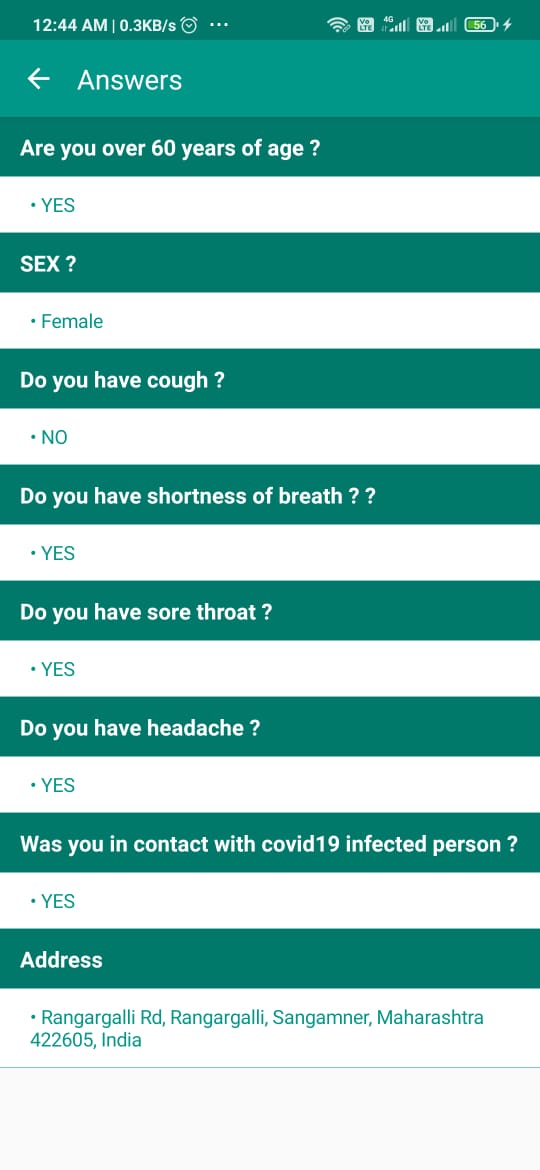 12:44 AM | 0.3KB/s ...
Vo LTE 4G Vo LTE 56
Answers
Are you over 60 years of age ?
• YES
SEX ?
• Female
Do you have cough ?
• NO
Do you have shortness of breath ? ?
• YES
Do you have sore throat ?
• YES
Do you have headache ?
• YES
Was you in contact with covid19 infected person ?
• YES
Address
• Rangargalli Rd, Rangargalli, Sangamner, Maharashtra
422605, India